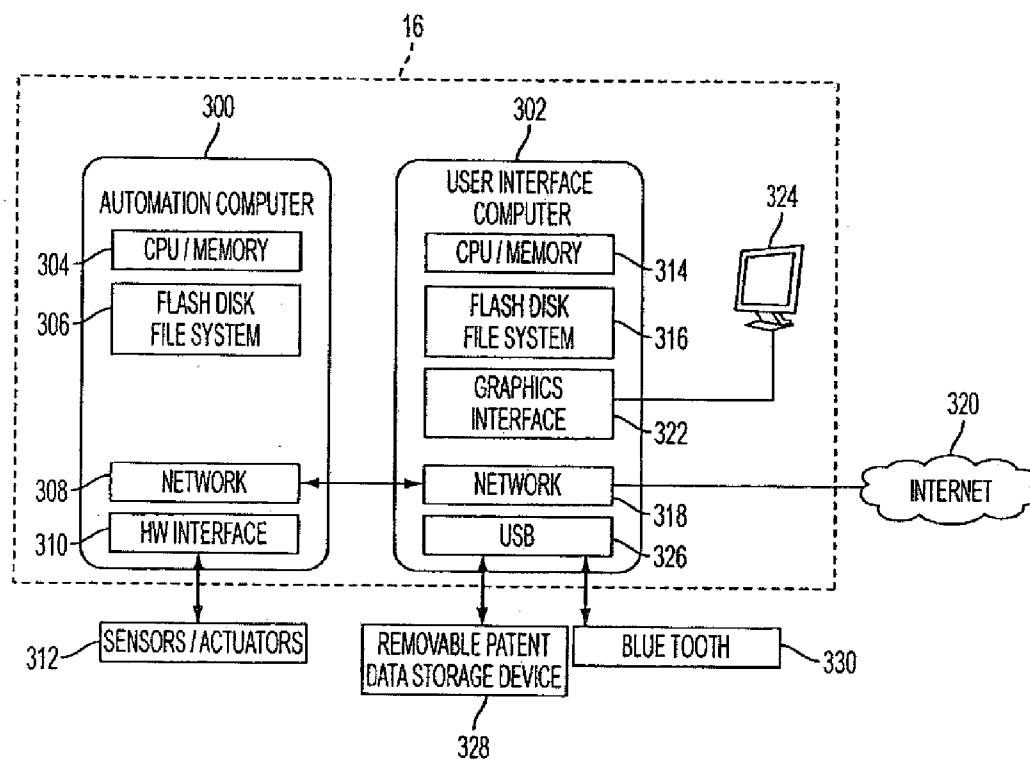 16
300
302
AUTOMATION COMPUTER
USER INTERFACE
COMPUTER
324
304
CPU / MEMORY
CPU / MEMORY
314
306
FLASH DISK
FILE SYSTEM
FLASH DISK
FILE SYSTEM
316
GRAPHICS
INTERFACE
322
320
308
NETWORK
NETWORK
318
INTERNET
310
HW INTERFACE
USB
326
312
SENSORS / ACTUATORS
REMOVABLE PATENT
DATA STORAGE DEVICE
328
BLUE TOOTH
330